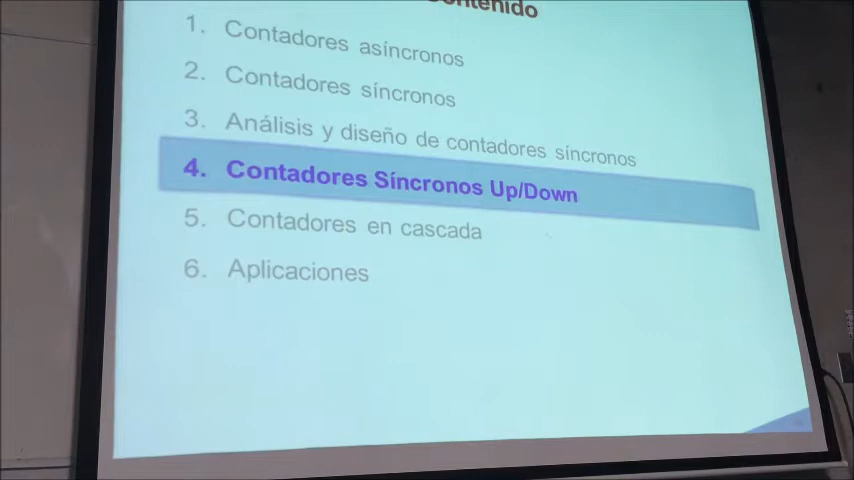 1. Contadores asíncronos
2. Contadores síncronos
3. Análisis y diseño de contadores síncronos
4. Contadores Síncronos Up/Down
5. Contadores en cascada
6. Aplicaciones